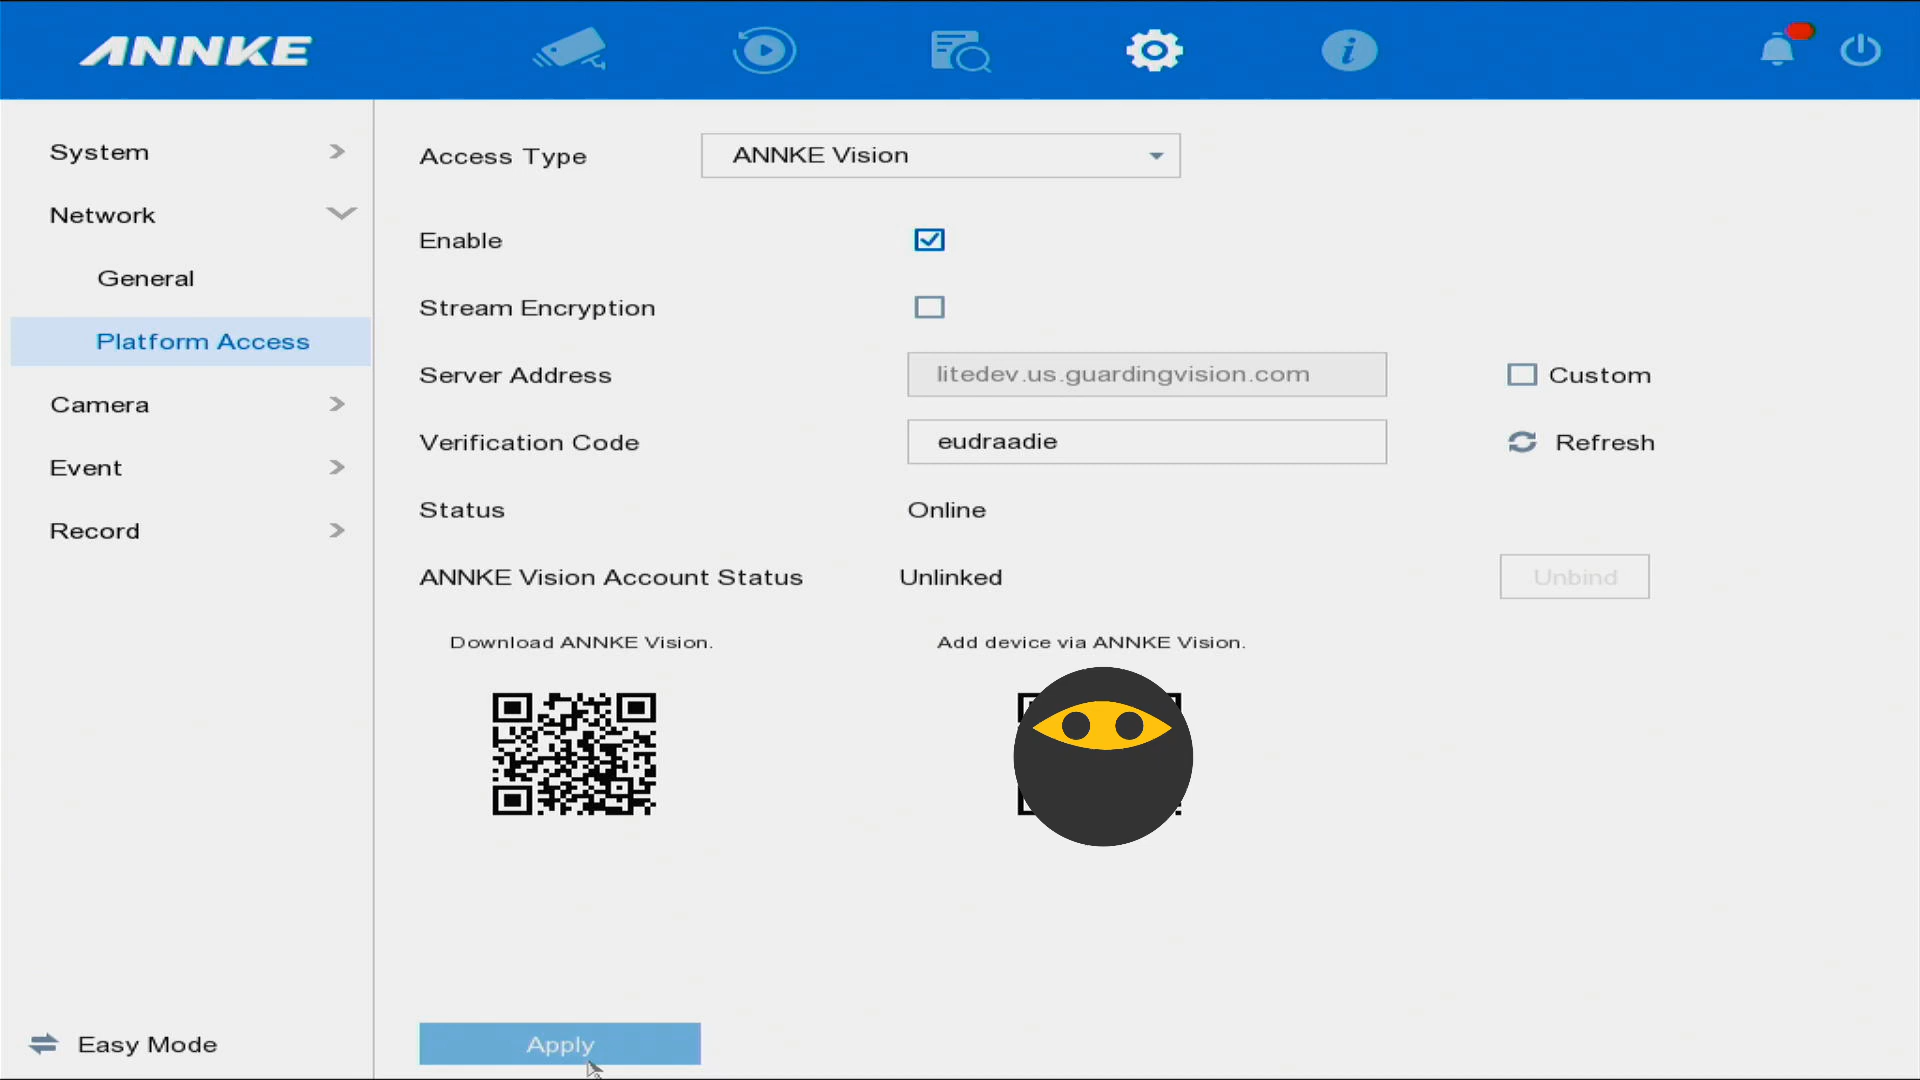 ANNKE
System
Network
General
Platform Access
Camera
Event
Record
Easy Mode
Access Type ANNKE Vision
Enable
Stream Encryption
Server Address litedev.us.guardingvision.com Custom
Verification Code eudraadie Refresh
Status Online
ANNKE Vision Account Status Unlinked Unbind
Download ANNKE Vision. Add device via ANNKE Vision.
Apply